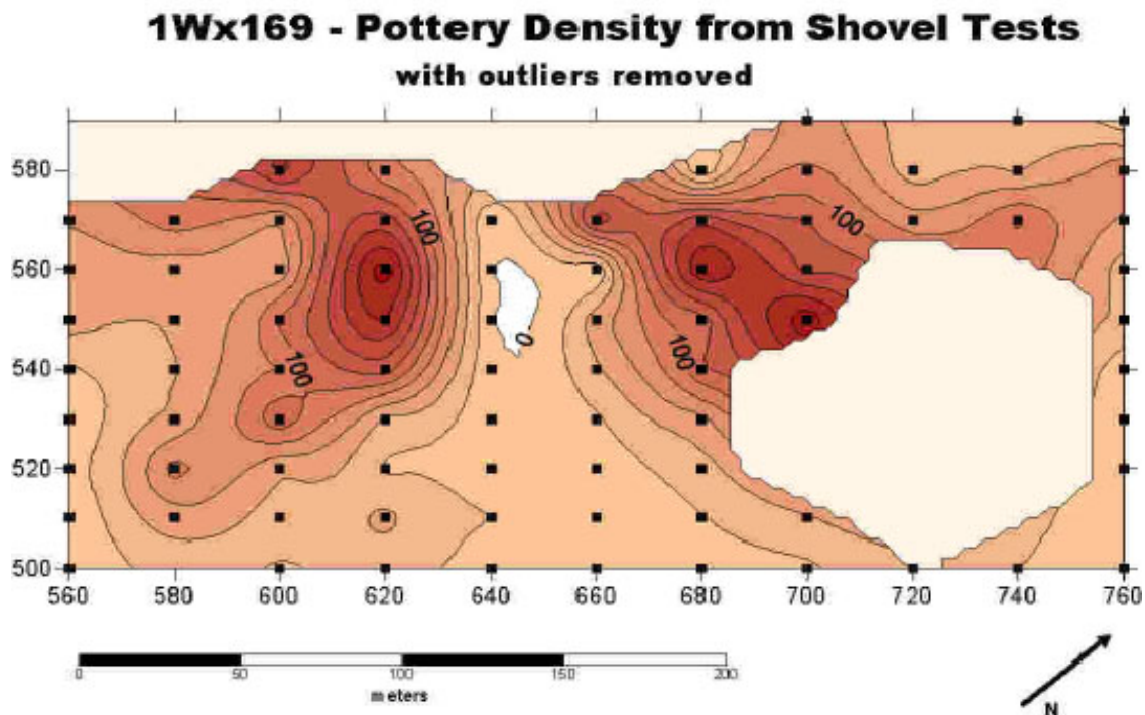 1Wx169 - Pottery Density from Shovel Tests
with outliers removed
580
560
540
520
500
100
100
0
100
100
560 580 600 620 640 660 680 700 720 740 760
0 50 100 150 200
meters
N